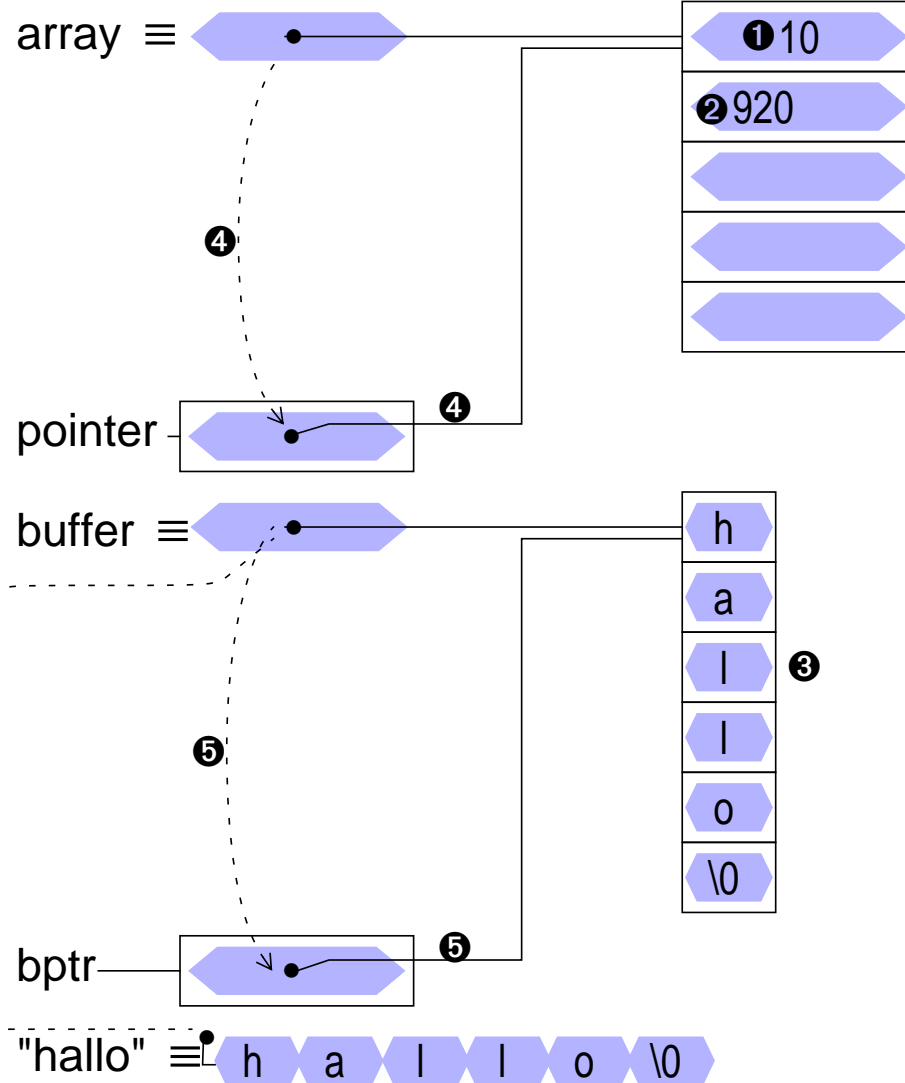 array ≡ ❶10
❷920
❹
pointer ❹
buffer ≡ h
a
l ❸
l
❺ o
\0
bptr ❺
"hallo" ≡ h a l l o \0